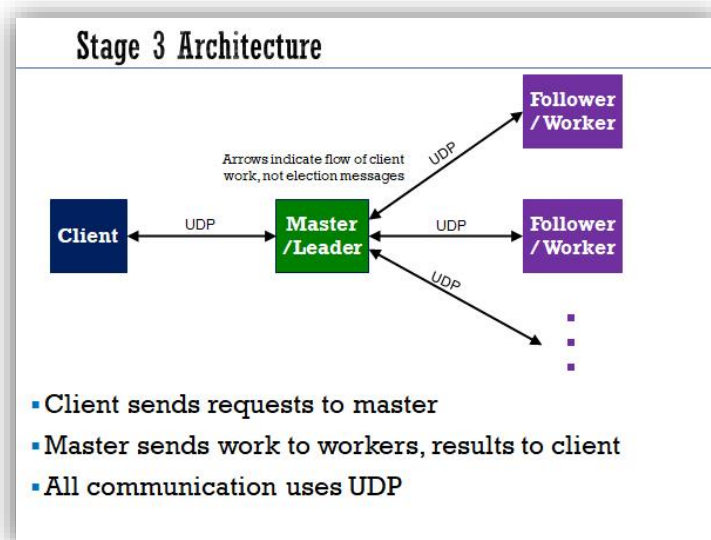 Stage 3 Architecture
Follower
/Worker
UDP
Arrows indicate flow of client
work, not election messages
Client
UDP
Master
/Leader
UDP
Follower
/Worker
UDP
▪Client sends requests to master
▪Master sends work to workers, results to client
▪All communication uses UDP